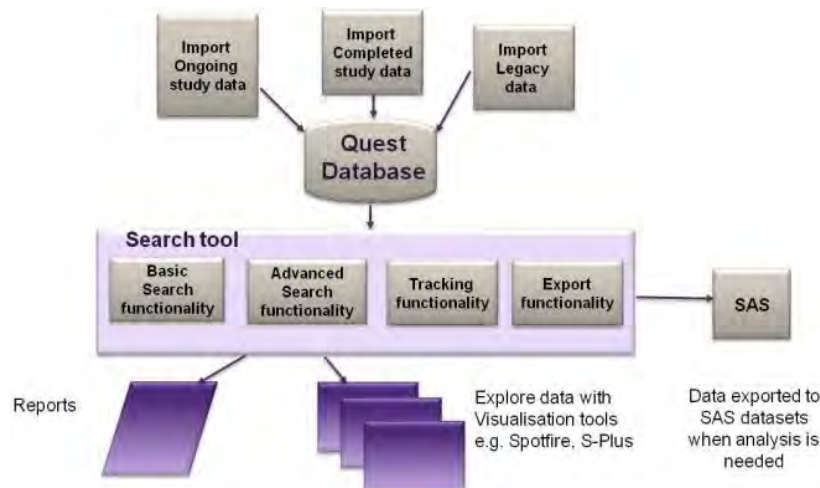 Import
Ongoing
study data
Import
Completed
study data
Import
Legacy
data
Quest
Database
Search tool
Basic
Search
functionality
Advanced
Search
functionality
Tracking
functionality
Export
functionality
SAS
Reports
Explore data with
Visualisation tools
e.g. Spotfire, S-Plus
Data exported to
SAS datasets
when analysis is
needed